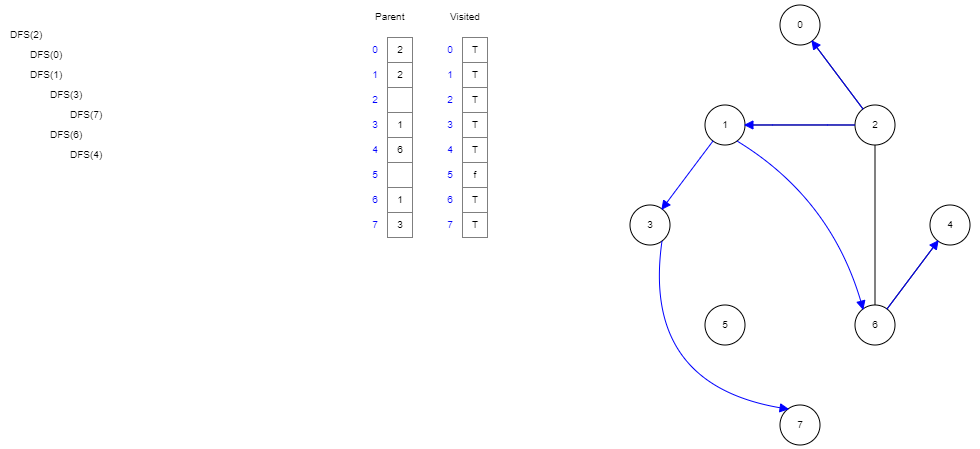 DFS(2)
DFS(0)
DFS(1)
DFS(3)
DFS(7)
DFS(6)
DFS(4)
Parent Visited
0 2 0 T
1 2 1 T
2 2 T
3 1 3 T
4 6 4 T
5 5 f
6 1 6 T
7 3 7 T
0
1 2
3 4
5 6
7